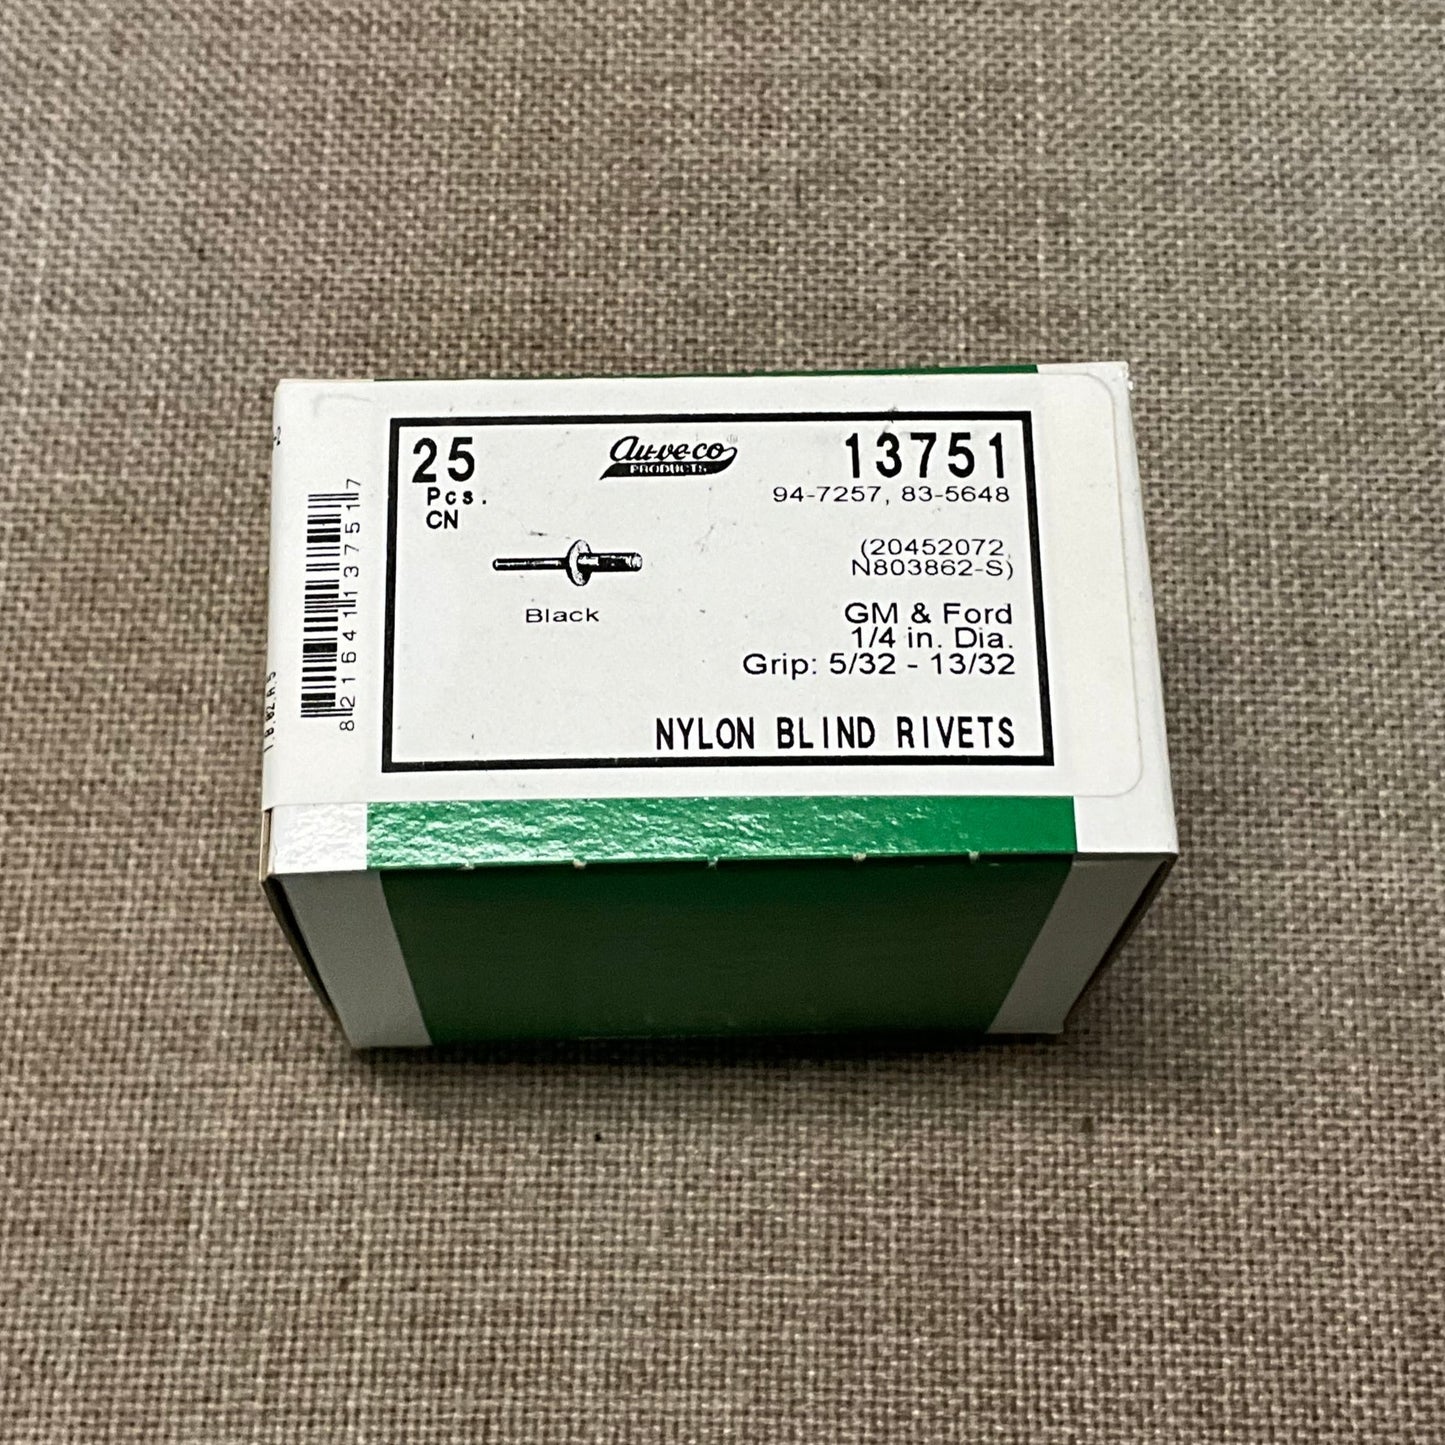 25
Pcs.
CN
au-ve-co®
PRODUCTS
13751
94-7257, 83-5648
(20452072,
N803862-S)
Black
GM & Ford
1/4 in. Dia.
Grip: 5/32 - 13/32
NYLON BLIND RIVETS
8 21641 13751 7